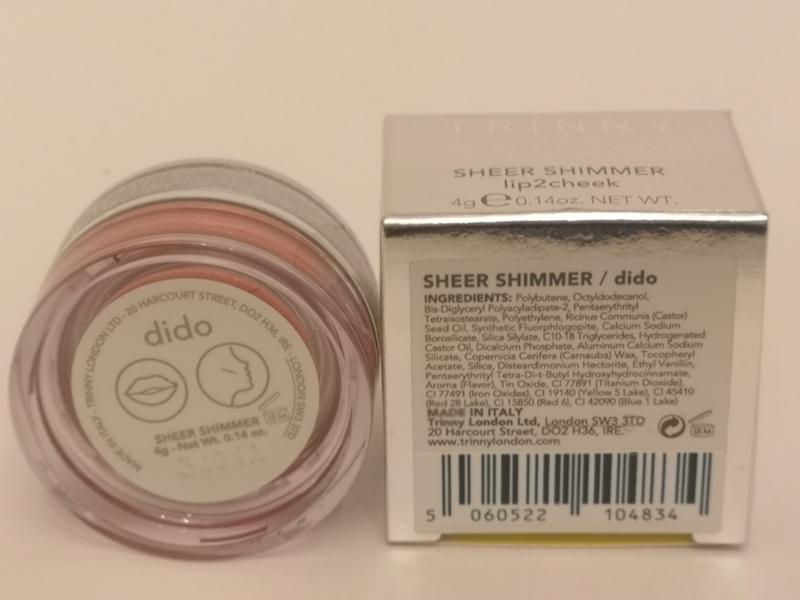 TRINNY
SHEER SHIMMER
lip2cheek
4g e 0.14oz. NET WT.
SHEER SHIMMER / dido
INGREDIENTS: Polybutene, Octyldodecanol,
Bis-Diglyceryl Polyacyladipate-2, Pentaerythrityl
Tetraisostearate, Polyethylene, Ricinus Communis (Castor)
Seed Oil, Synthetic Fluorphlogopite, Calcium Sodium
Borosilicate, Silica Silylate, C10-18 Triglycerides, Hydrogenated
Castor Oil, Dicalcium Phosphate, Aluminum Calcium Sodium
Silicate, Copernicia Cerifera (Carnauba) Wax, Tocopheryl
Acetate, Silica, Disteardimonium Hectorite, Ethyl Vanillin,
Pentaerythrityl Tetra-Di-t-Butyl Hydroxyhydrocinnamate,
Aroma (Flavor), Tin Oxide, CI 77891 (Titanium Dioxide),
CI 77491 (Iron Oxides), CI 19140 (Yellow 5 Lake), CI 45410
(Red 28 Lake), CI 15850 (Red 6), CI 42090 (Blue 1 Lake)
MADE IN ITALY
Trinny London Ltd, London SW3 3TD
20 Harcourt Street, DO2 H36, IRE.
www.trinnylondon.com
18M
5 060522 104834
MADE IN ITALY - TRINNY LONDON LTD - 20 HARCOURT STREET, DO2 H36, IRE - LONDON SW3 3TD
dido
18M
SHEER SHIMMER
4g - Net Wt. 0.14 oz.